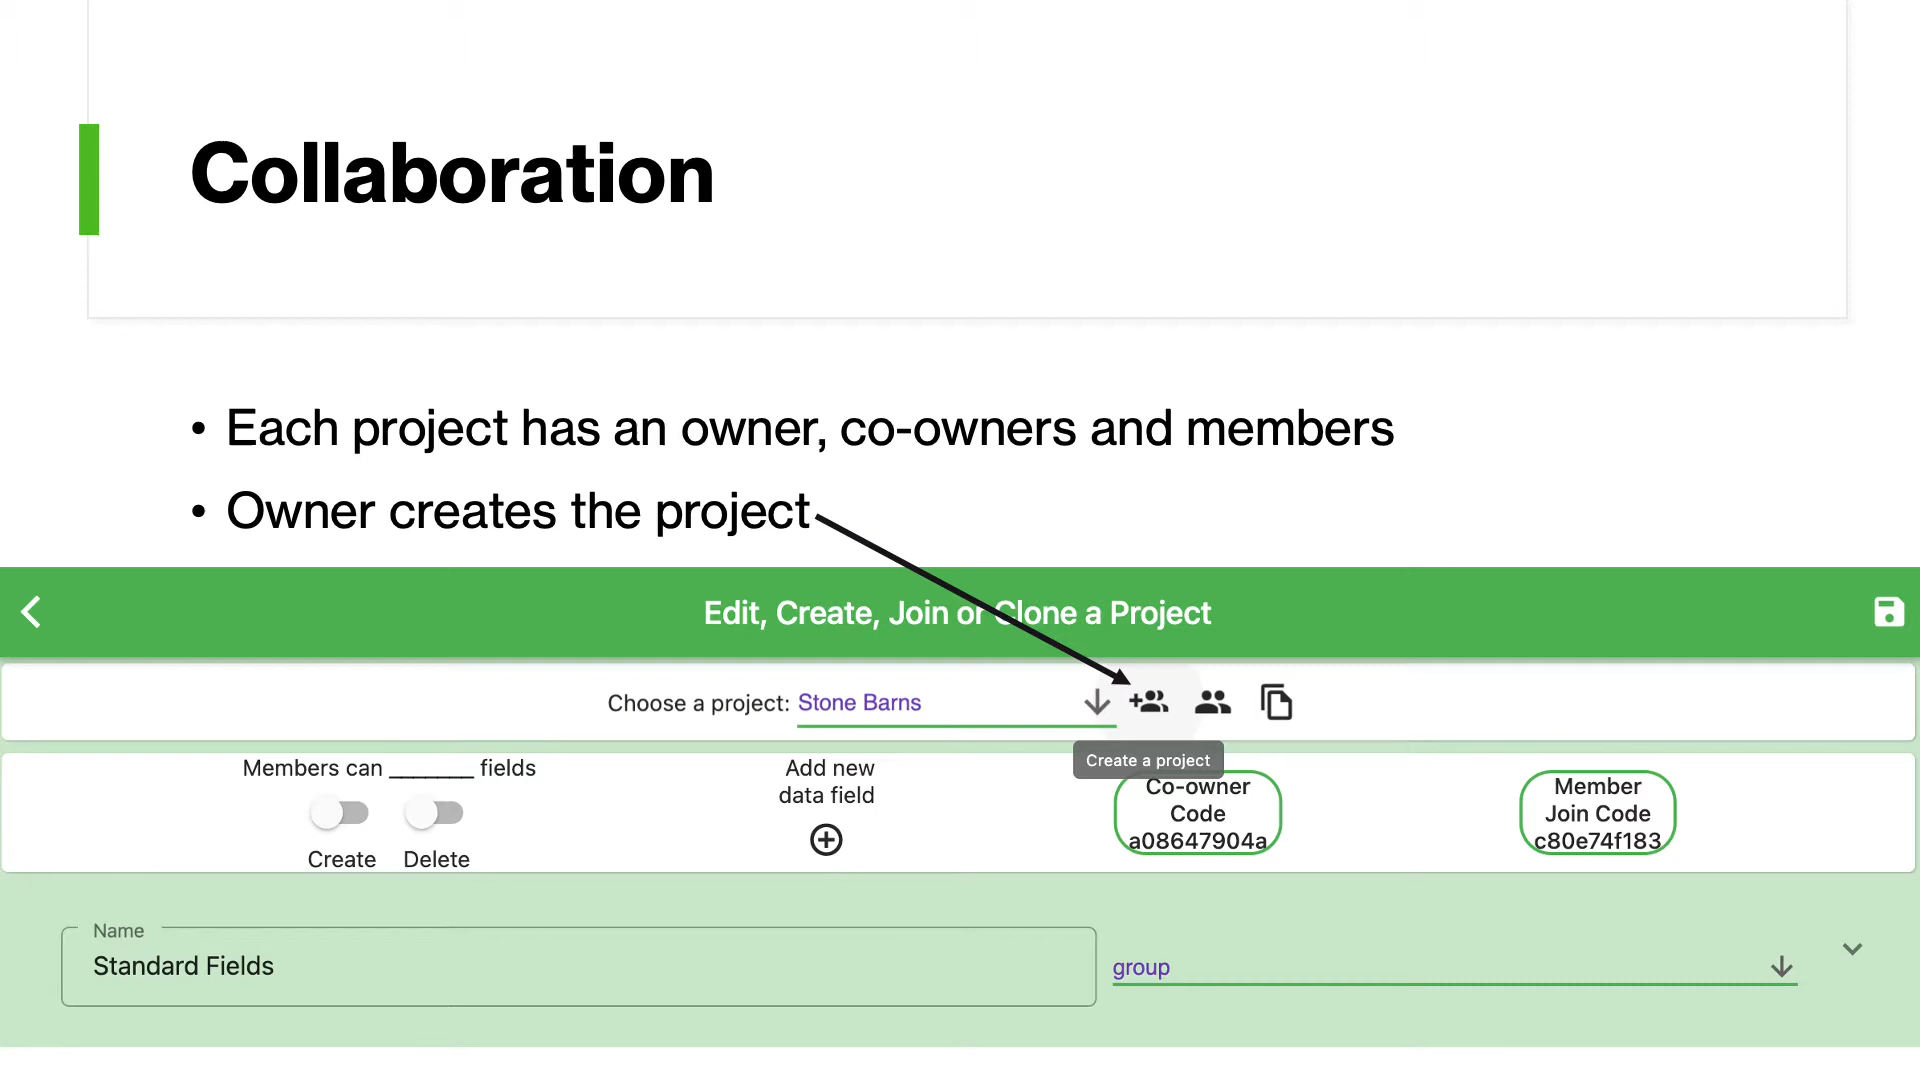 Collaboration
• Each project has an owner, co-owners and members
• Owner creates the project
Edit, Create, Join or Clone a Project
Choose a project: Stone Barns
Create a project
Members can _______ fields
Create Delete
Add new
data field
Co-owner
Code
a08647904a
Member
Join Code
c80e74f183
Name
Standard Fields
group